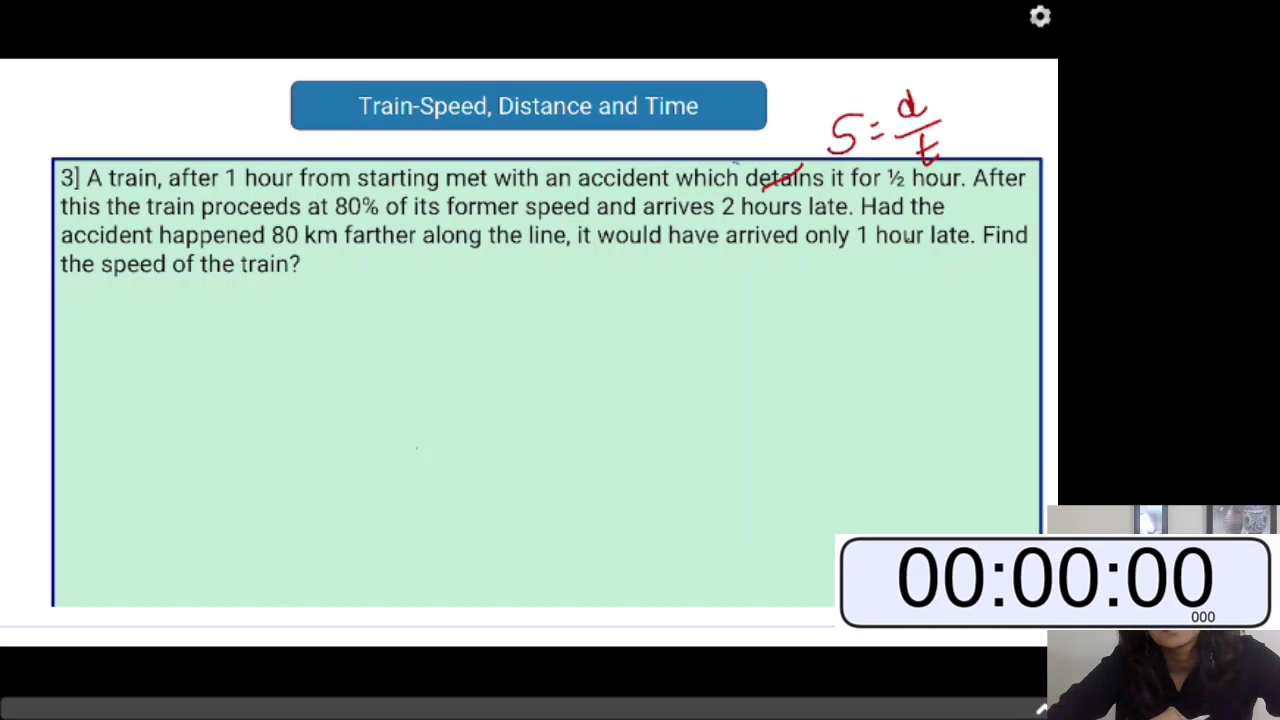 Train-Speed, Distance and Time
S = d/t
3] A train, after 1 hour from starting met with an accident which detains it for ½ hour. After
this the train proceeds at 80% of its former speed and arrives 2 hours late. Had the
accident happened 80 km farther along the line, it would have arrived only 1 hour late. Find
the speed of the train?
00:00:00
000